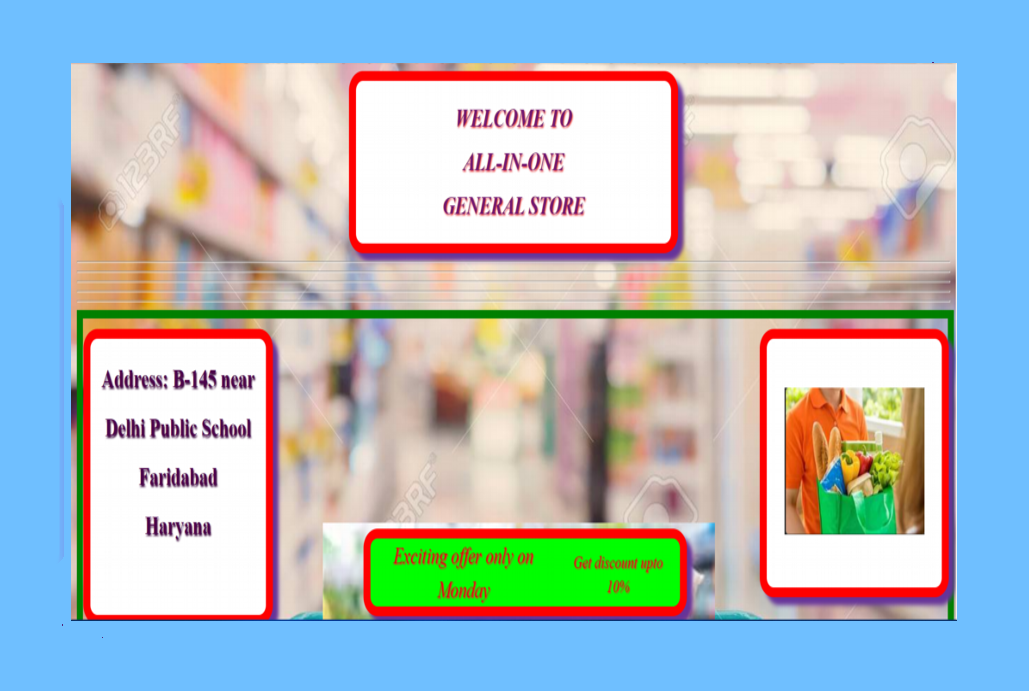 WELCOME TO
ALL-IN-ONE
GENERAL STORE
Address: B-145 near
Delhi Public School
Faridabad
Haryana
Exciting offer only on
Monday
Get discount upto
10%
123RF
123RF